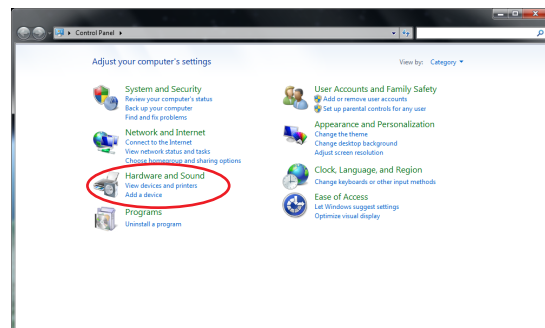 Control Panel
Adjust your computer's settings
View by: Category
System and Security
Review your computer's status
Back up your computer
Find and fix problems
Network and Internet
Connect to the Internet
View network status and tasks
Choose homegroup and sharing options
Hardware and Sound
View devices and printers
Add a device
Programs
Uninstall a program
User Accounts and Family Safety
Add or remove user accounts
Set up parental controls for any user
Appearance and Personalization
Change the theme
Change desktop background
Adjust screen resolution
Clock, Language, and Region
Change keyboards or other input methods
Ease of Access
Let Windows suggest settings
Optimize visual display